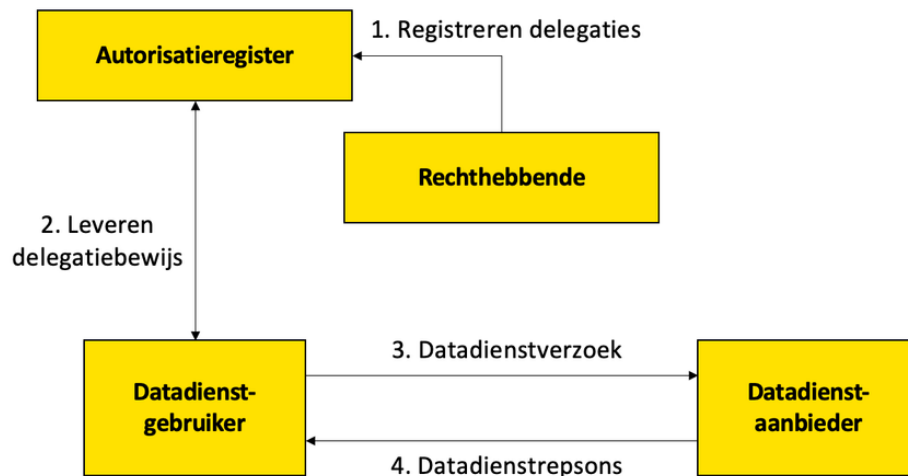 1. Registreren delegaties
Autorisatieregister
Rechthebbende
2. Leveren
delegatiebewijs
3. Datadienstverzoek
Datadienst-
gebruiker
Datadienst-
aanbieder
4. Datadienstrepsons